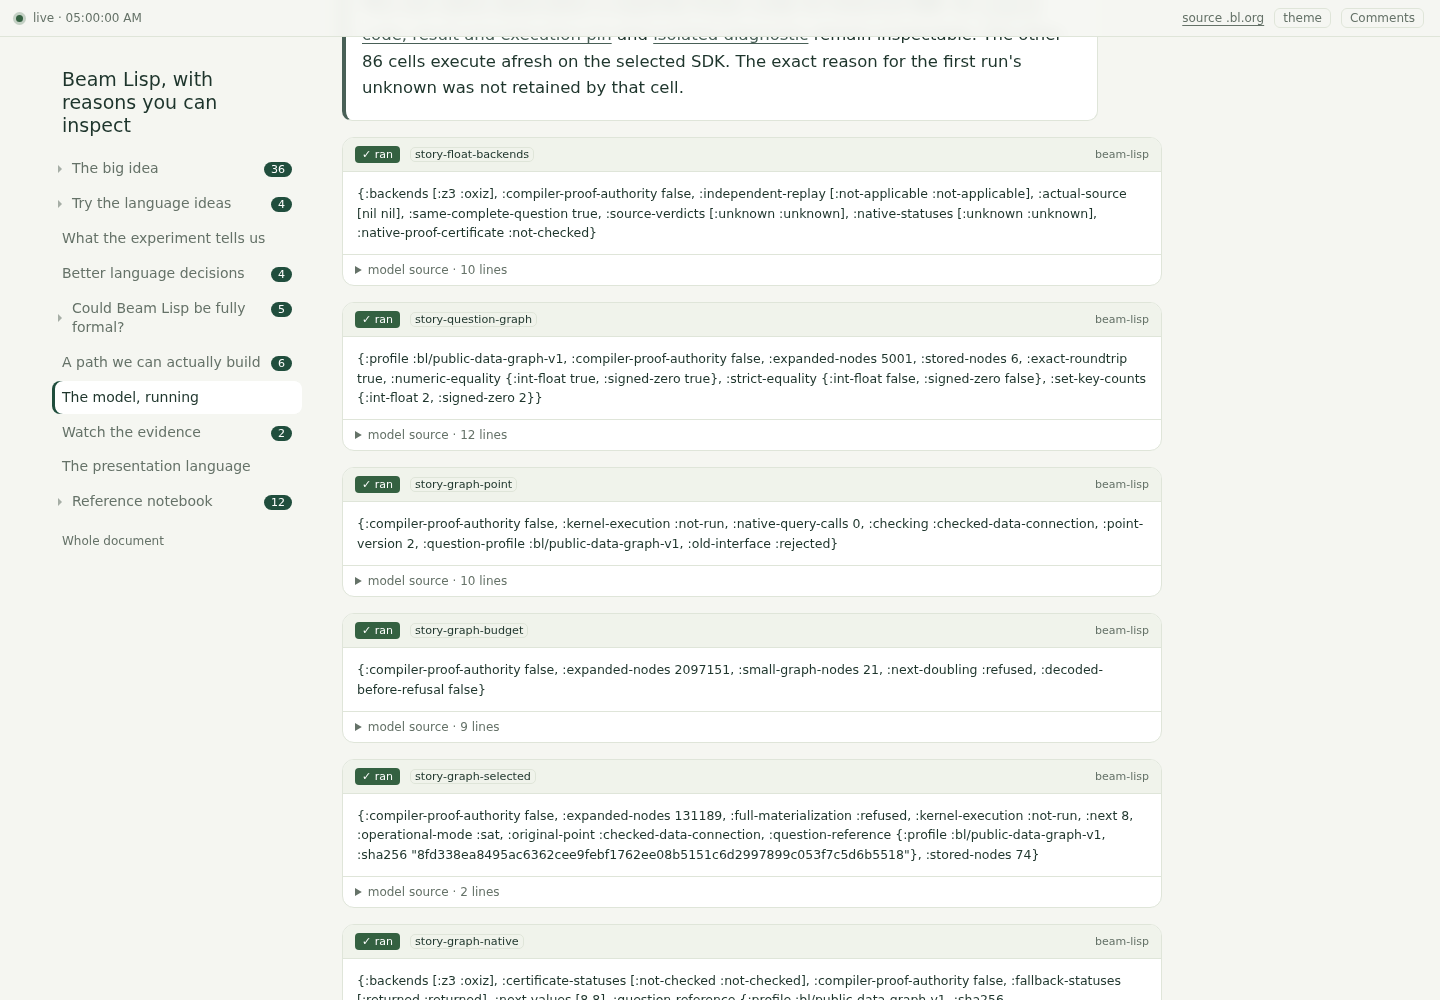 live · 05:00:00 AM
source .bl.org
theme
Comments
Beam Lisp, with
reasons you can
inspect
The big idea 36
Try the language ideas 4
What the experiment tells us
Better language decisions 4
Could Beam Lisp be fully 5
formal?
A path we can actually build 6
The model, running
Watch the evidence 2
The presentation language
Reference notebook 12
Whole document
code, result and execution pin and isolated diagnostic remain inspectable. The other
86 cells execute afresh on the selected SDK. The exact reason for the first run's
unknown was not retained by that cell.
✓ ran story-float-backends beam-lisp
{:backends [:z3 :oxiz], :compiler-proof-authority false, :independent-replay [:not-applicable :not-applicable], :actual-source
[nil nil], :same-complete-question true, :source-verdicts [:unknown :unknown], :native-statuses [:unknown :unknown],
:native-proof-certificate :not-checked}
model source · 10 lines
✓ ran story-question-graph beam-lisp
{:profile :bl/public-data-graph-v1, :compiler-proof-authority false, :expanded-nodes 5001, :stored-nodes 6, :exact-roundtrip
true, :numeric-equality {:int-float true, :signed-zero true}, :strict-equality {:int-float false, :signed-zero false}, :set-key-counts
{:int-float 2, :signed-zero 2}}
model source · 12 lines
✓ ran story-graph-point beam-lisp
{:compiler-proof-authority false, :kernel-execution :not-run, :native-query-calls 0, :checking :checked-data-connection, :point-
version 2, :question-profile :bl/public-data-graph-v1, :old-interface :rejected}
model source · 10 lines
✓ ran story-graph-budget beam-lisp
{:compiler-proof-authority false, :expanded-nodes 2097151, :small-graph-nodes 21, :next-doubling :refused, :decoded-
before-refusal false}
model source · 9 lines
✓ ran story-graph-selected beam-lisp
{:compiler-proof-authority false, :expanded-nodes 131189, :full-materialization :refused, :kernel-execution :not-run, :next 8,
:operational-mode :sat, :original-point :checked-data-connection, :question-reference {:profile :bl/public-data-graph-v1,
:sha256 "8fd338ea8495ac6362cee9febf1762ee08b5151c6d2997899c053f7c5d6b5518"}, :stored-nodes 74}
model source · 2 lines
✓ ran story-graph-native beam-lisp
{:backends [:z3 :oxiz], :certificate-statuses [:not-checked :not-checked], :compiler-proof-authority false, :fallback-statuses
[:returned :returned], :next-values [8 8], :question-reference {:profile :bl/public-data-graph-v1, :sha256